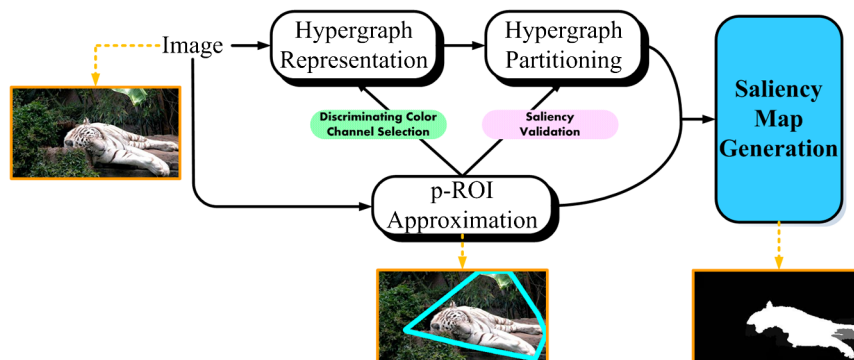 Image
Hypergraph
Representation
Hypergraph
Partitioning
Discriminating Color
Channel Selection
Saliency
Validation
p-ROI
Approximation
Saliency
Map
Generation